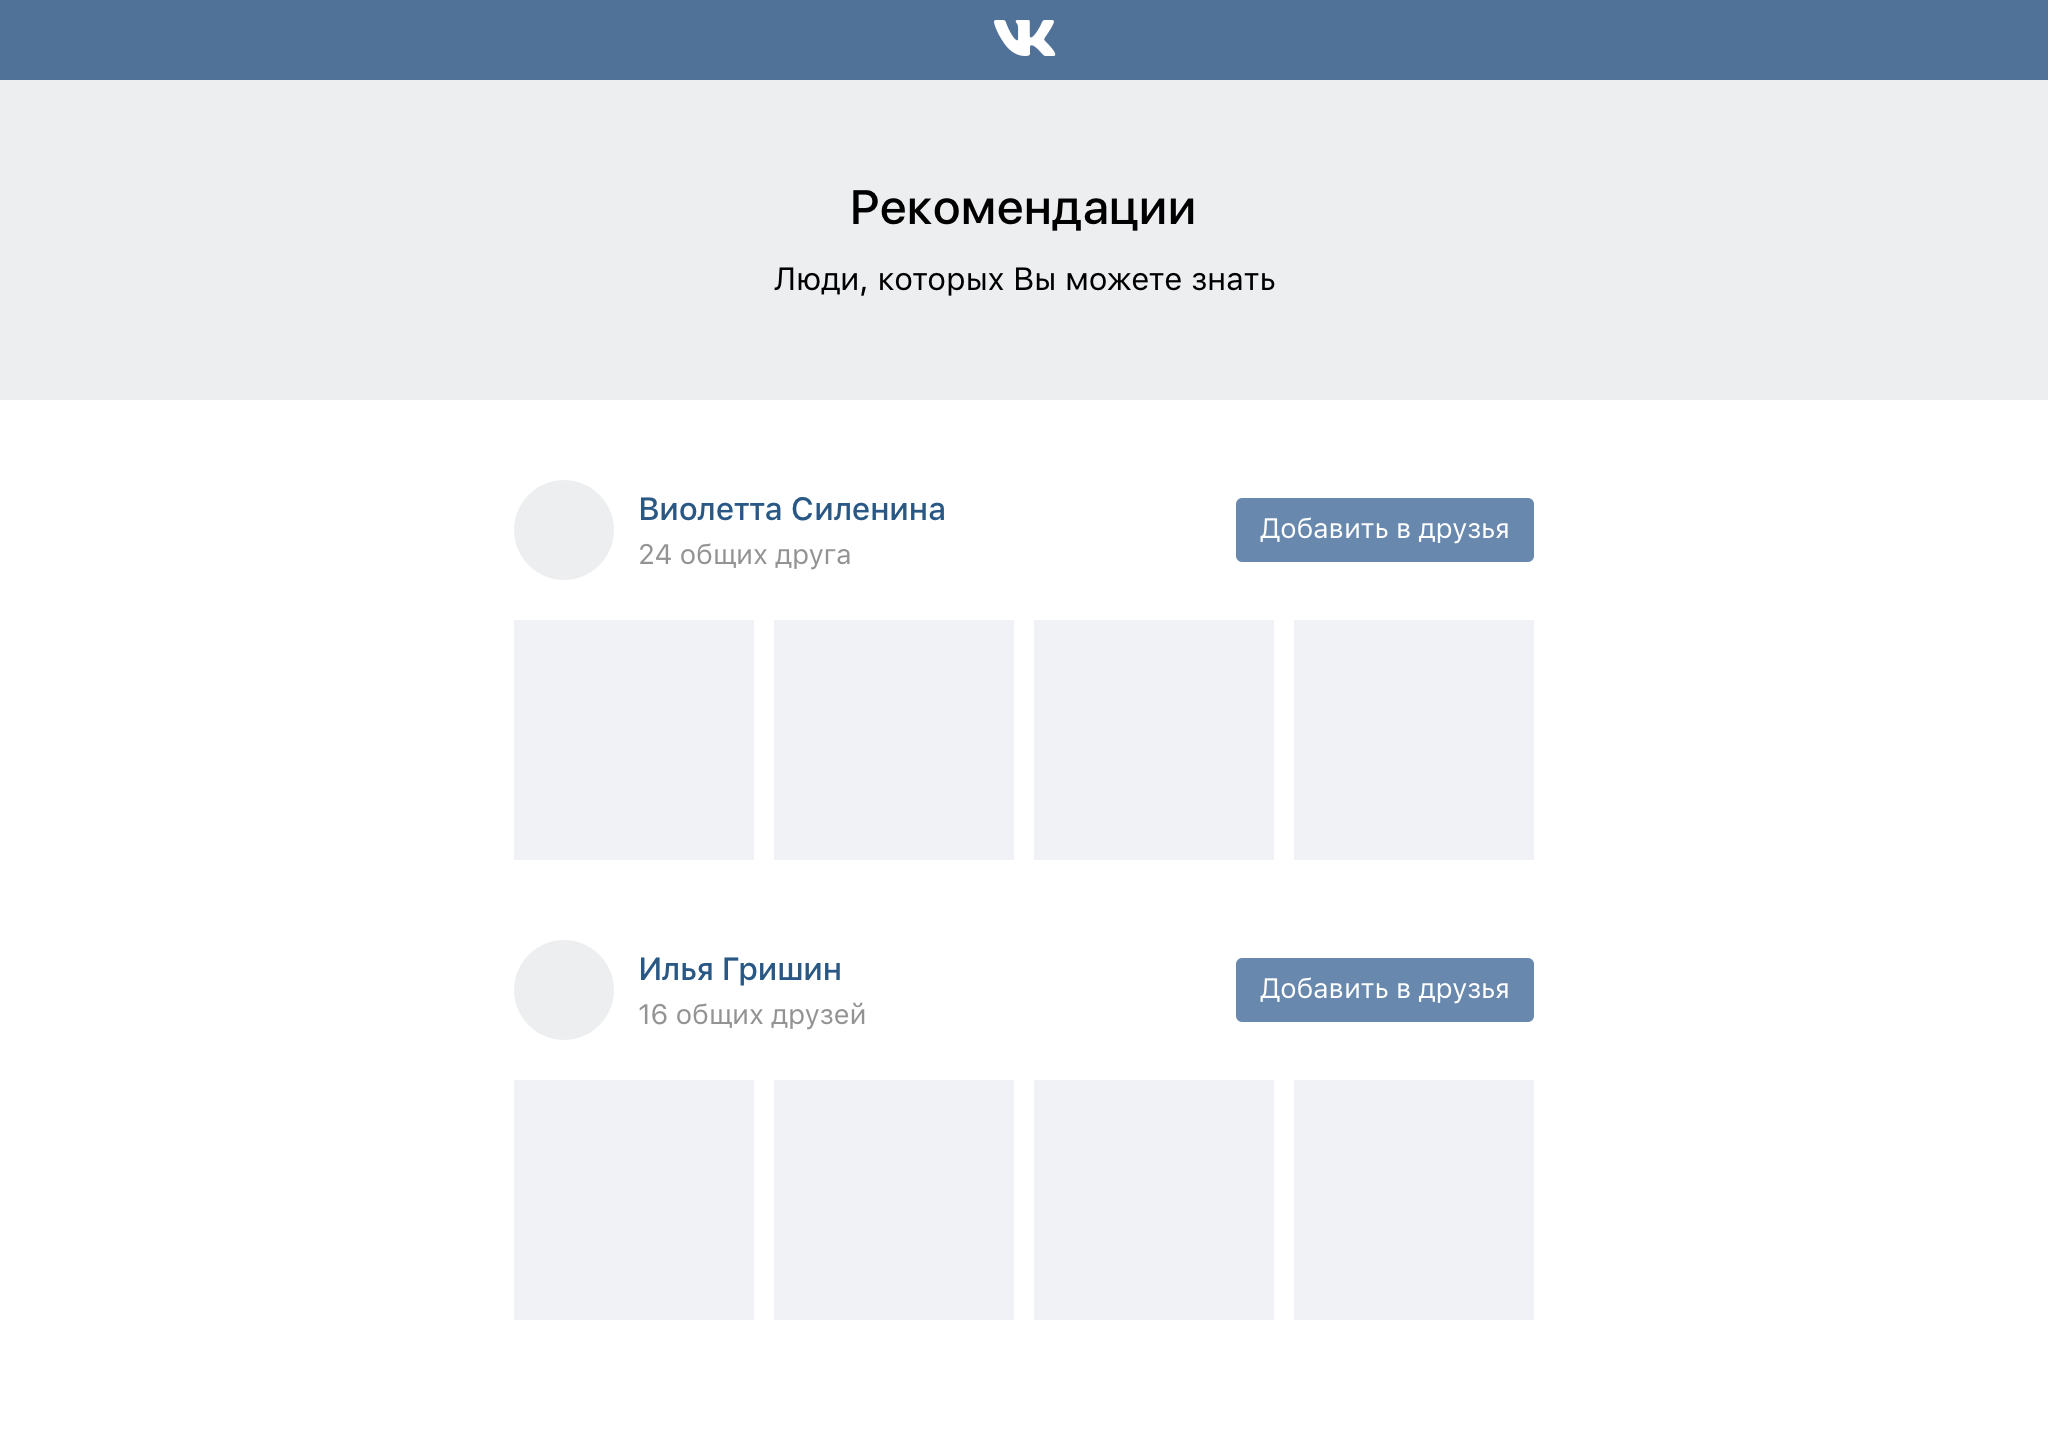 VK
Рекомендации
Люди, которых Вы можете знать
Виолетта Силенина
24 общих друга
Добавить в друзья
Илья Гришин
16 общих друзей
Добавить в друзья